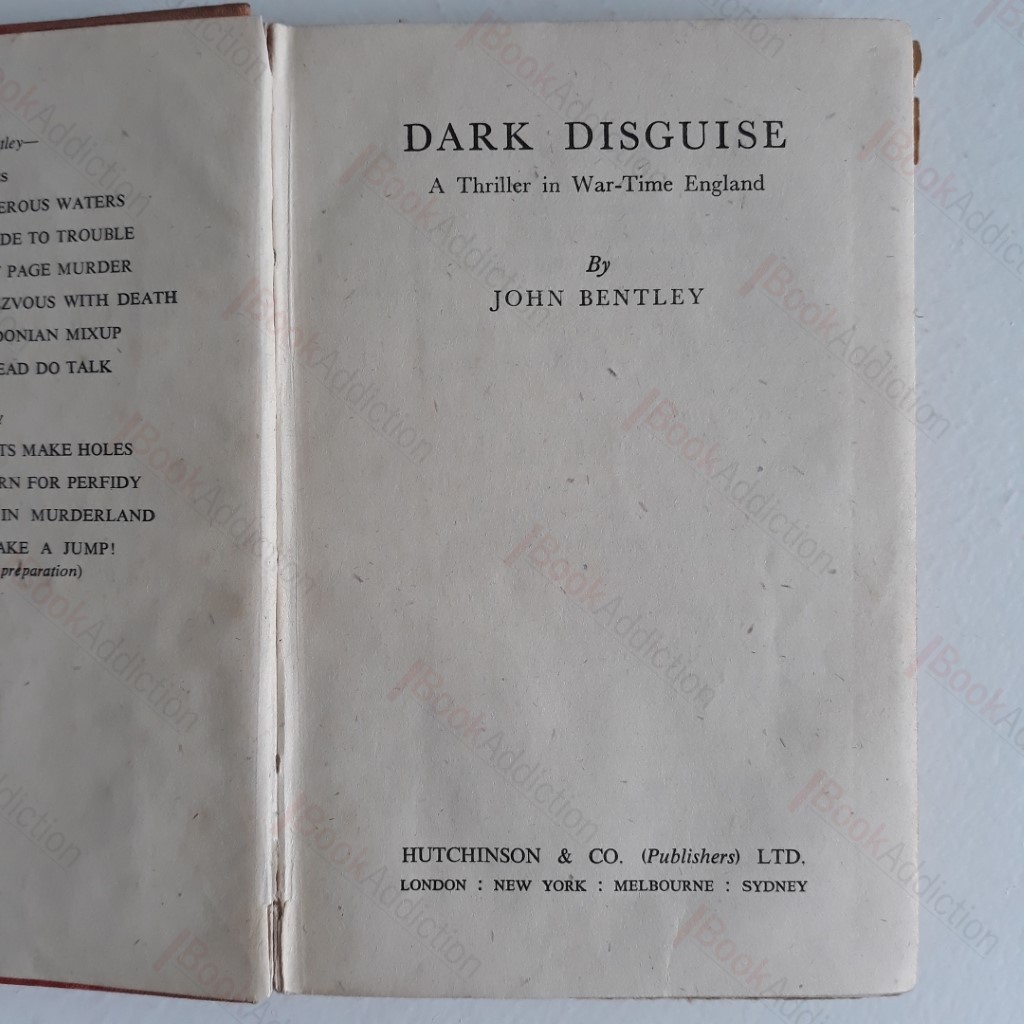 tley—
s
EROUS WATERS
DE TO TROUBLE
PAGE MURDER
ZVOUS WITH DEATH
DONIAN MIXUP
EAD DO TALK
Y
TS MAKE HOLES
RN FOR PERFIDY
IN MURDERLAND
AKE A JUMP!
preparation)
DARK DISGUISE
A Thriller in War-Time England
By
JOHN BENTLEY
HUTCHINSON & CO. (Publishers) LTD.
LONDON : NEW YORK : MELBOURNE : SYDNEY
BookAddiction